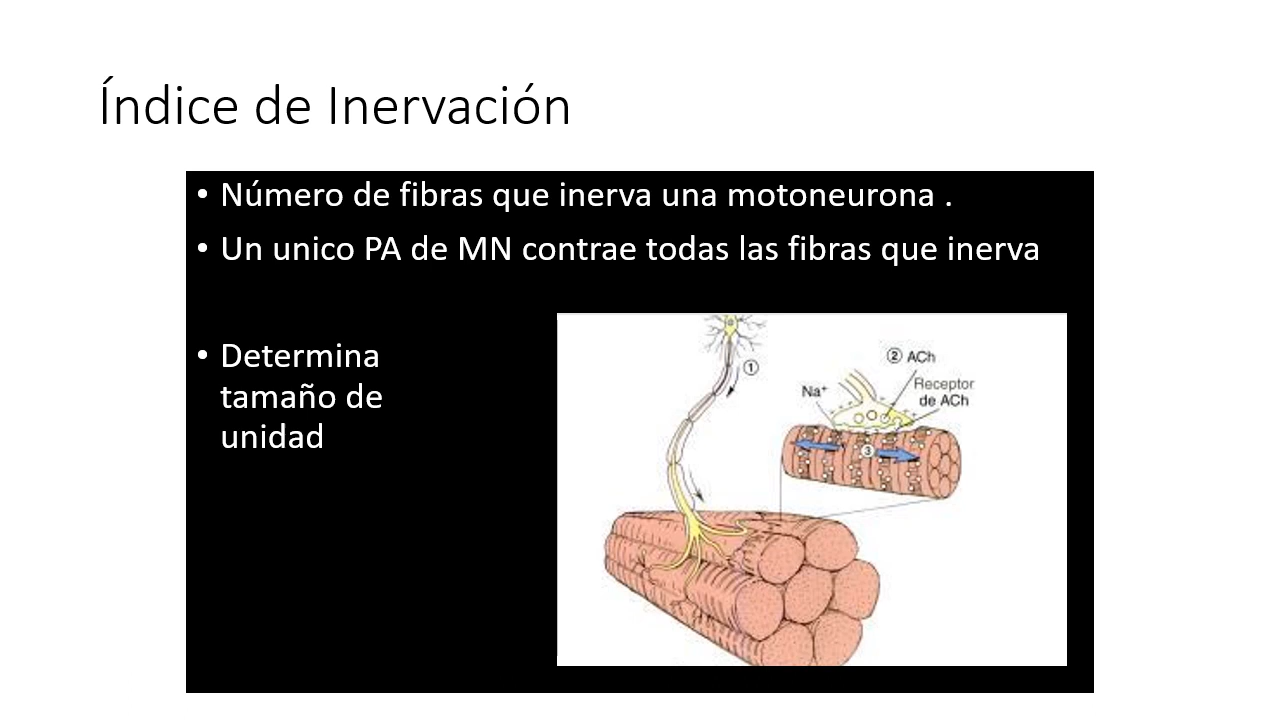 Índice de Inervación
• Número de fibras que inerva una motoneurona .
• Un unico PA de MN contrae todas las fibras que inerva
• Determina
tamaño de
unidad
①
② ACh
Na⁺
Receptor
de ACh
③